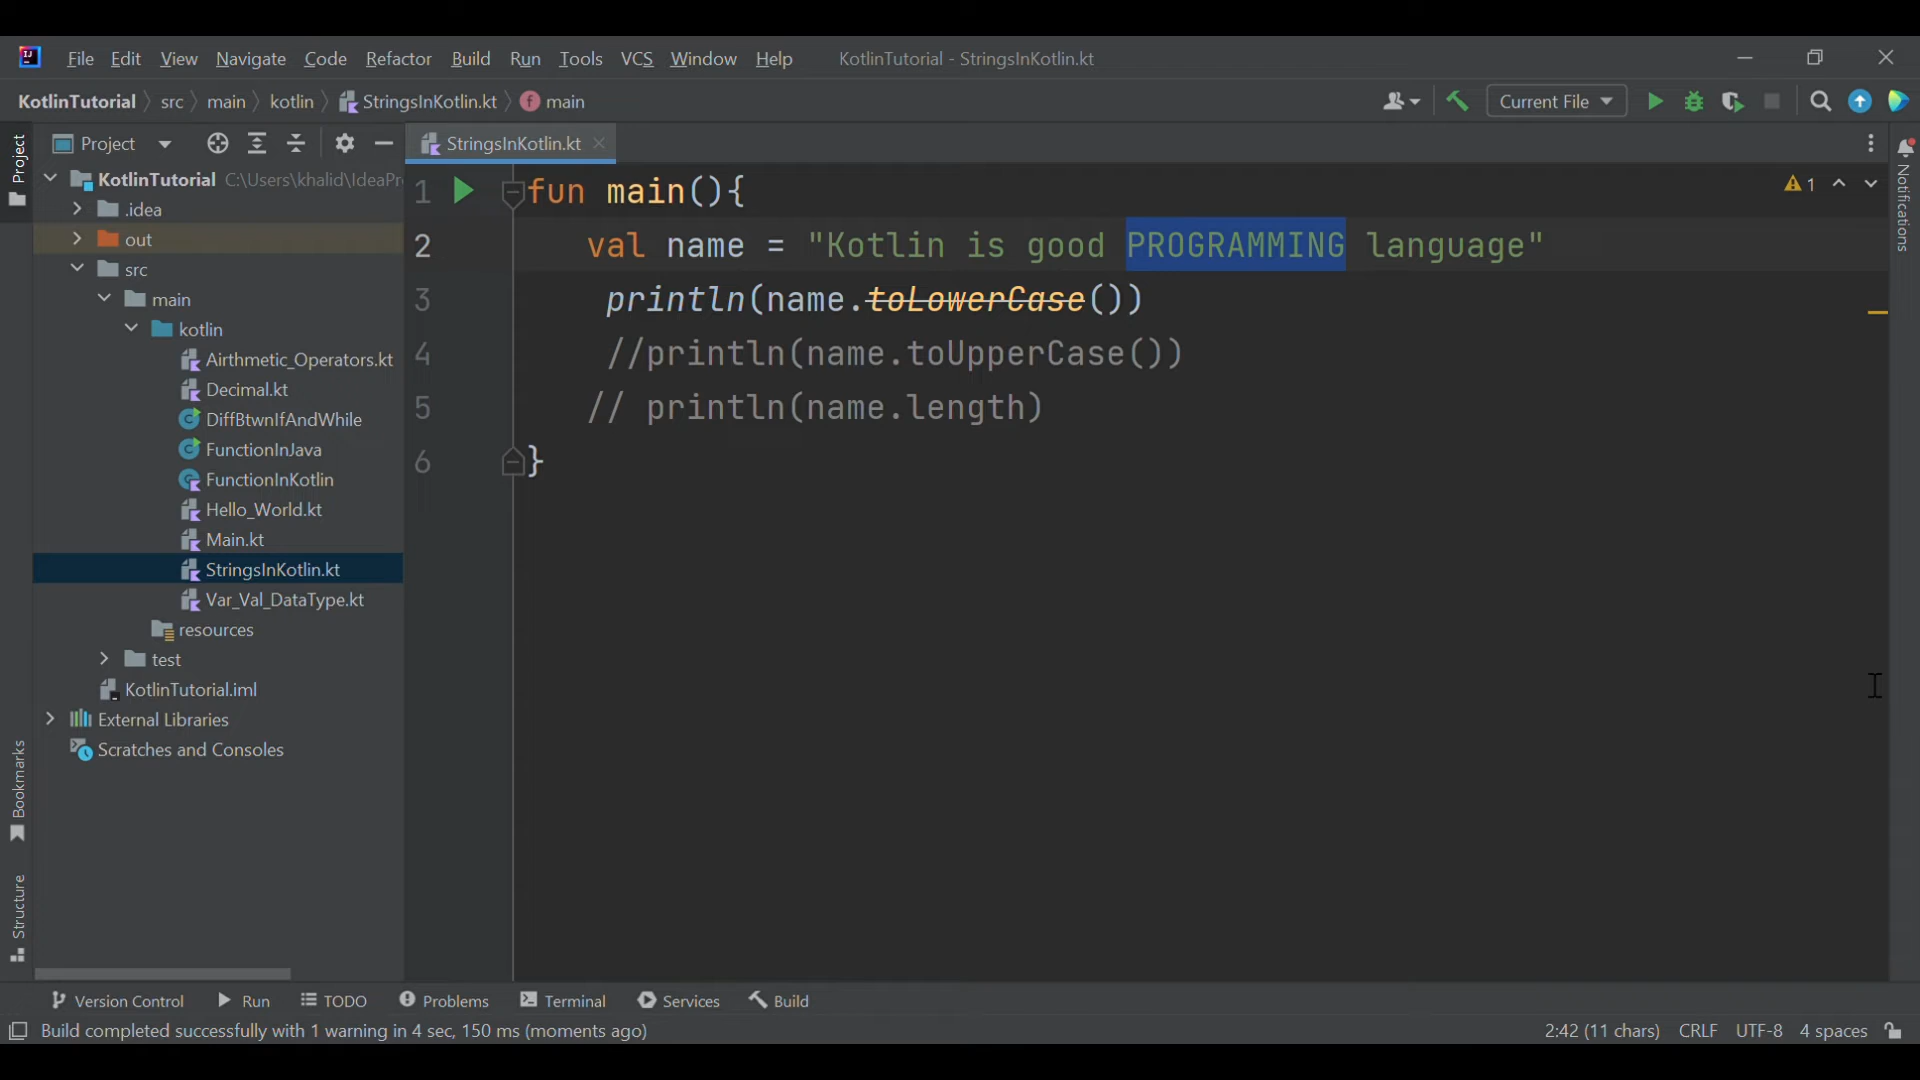 IJ File Edit View Navigate Code Refactor Build Run Tools VCS Window Help KotlinTutorial - StringsInKotlin.kt
KotlinTutorial src main kotlin StringsInKotlin.kt f main Current File
Project
Project
StringsInKotlin.kt
KotlinTutorial C:\Users\khalid\IdeaPr
.idea
out
src
main
kotlin
Airthmetic_Operators.kt
Decimal.kt
DiffBtwnIfAndWhile
FunctionInJava
FunctionInKotlin
Hello_World.kt
Main.kt
StringsInKotlin.kt
Var_Val_DataType.kt
resources
test
KotlinTutorial.iml
External Libraries
Scratches and Consoles
1 fun main(){
2 val name = "Kotlin is good PROGRAMMING language"
3 println(name.toLowerCase())
4 //println(name.toUpperCase())
5 // println(name.length)
6 }
1
Notifications
Bookmarks
Structure
Version Control Run TODO Problems Terminal Services Build
Build completed successfully with 1 warning in 4 sec, 150 ms (moments ago) 2:42 (11 chars) CRLF UTF-8 4 spaces